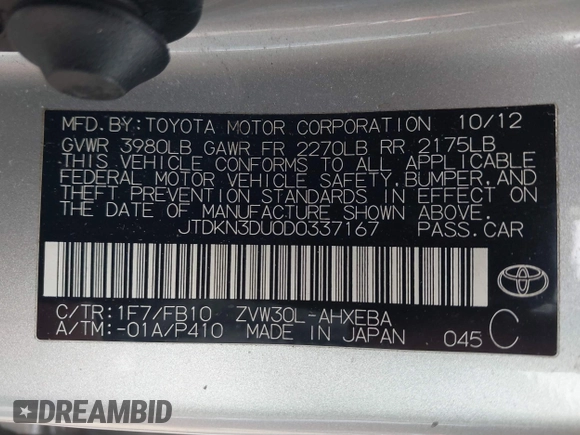 MFD.BY:TOYOTA MOTOR CORPORATION 10/12
GVWR 3980LB GAWR FR 2270LB RR 2175LB
THIS VEHICLE CONFORMS TO ALL APPLICABLE
FEDERAL MOTOR VEHICLE SAFETY,BUMPER,AND
THEFT PREVENTION STANDARDS IN EFFECT ON
THE DATE OF MANUFACTURE SHOWN ABOVE.
JTDKN3DU0D0337167 PASS.CAR
C/TR:1F7/FB10 ZVW30L-AHXEBA
A/TM:-01A/P410 MADE IN JAPAN 045 C
DREAMBID